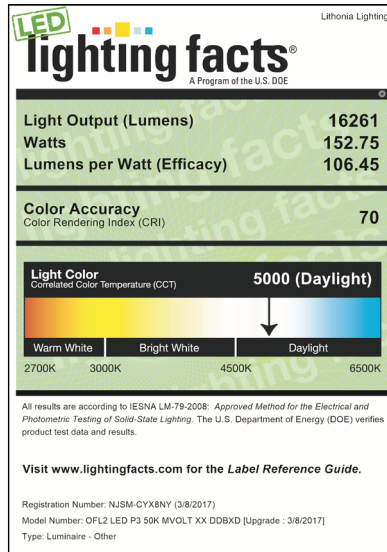 LED
Lithonia Lighting
lighting facts®
A Program of the U.S. DOE
Light Output (Lumens) 16261
Watts 152.75
Lumens per Watt (Efficacy) 106.45
Color Accuracy 70
Color Rendering Index (CRI)
Light Color 5000 (Daylight)
Correlated Color Temperature (CCT)
Warm White Bright White Daylight
2700K 3000K 4500K 6500K
All results are according to IESNA LM-79-2008: Approved Method for the Electrical and
Photometric Testing of Solid-State Lighting. The U.S. Department of Energy (DOE) verifies
product test data and results.
Visit www.lightingfacts.com for the Label Reference Guide.
Registration Number: NJSM-CYX8NY (3/8/2017)
Model Number: OFL2 LED P3 50K MVOLT XX DDBXD [Upgrade : 3/8/2017]
Type: Luminaire - Other